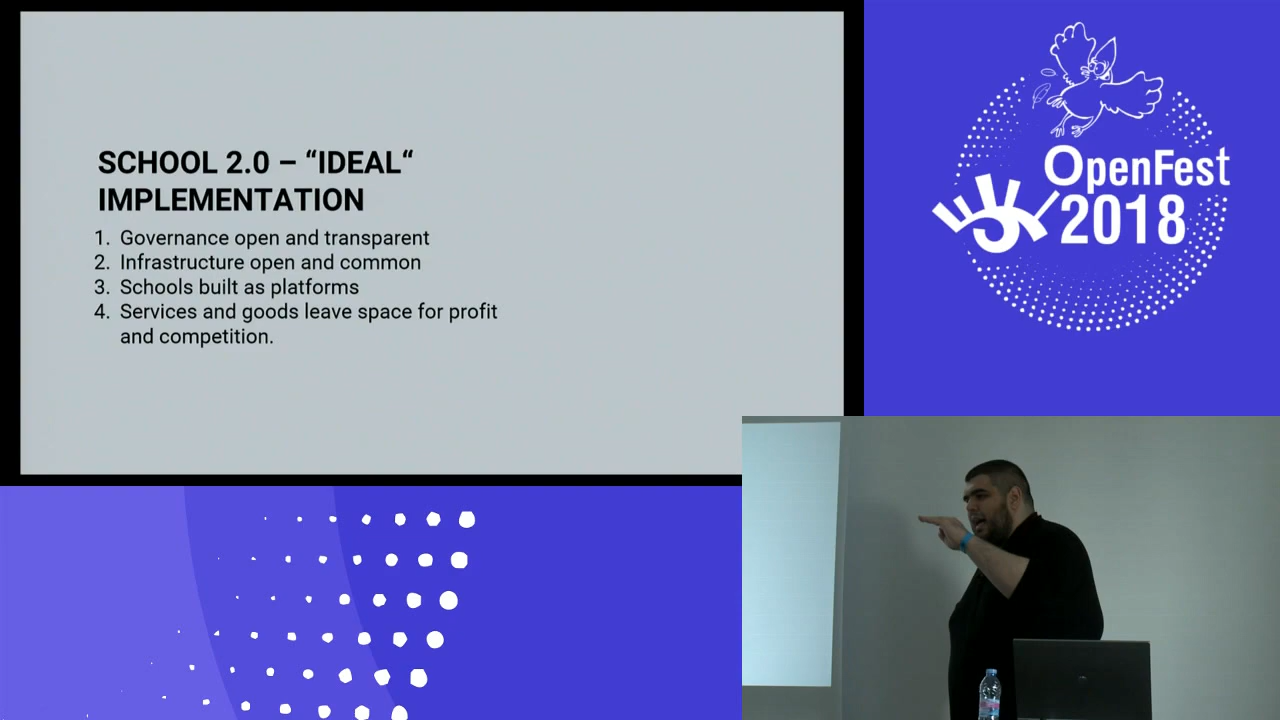 SCHOOL 2.0 – “IDEAL“
IMPLEMENTATION
1. Governance open and transparent
2. Infrastructure open and common
3. Schools built as platforms
4. Services and goods leave space for profit
and competition.
OpenFest
2018